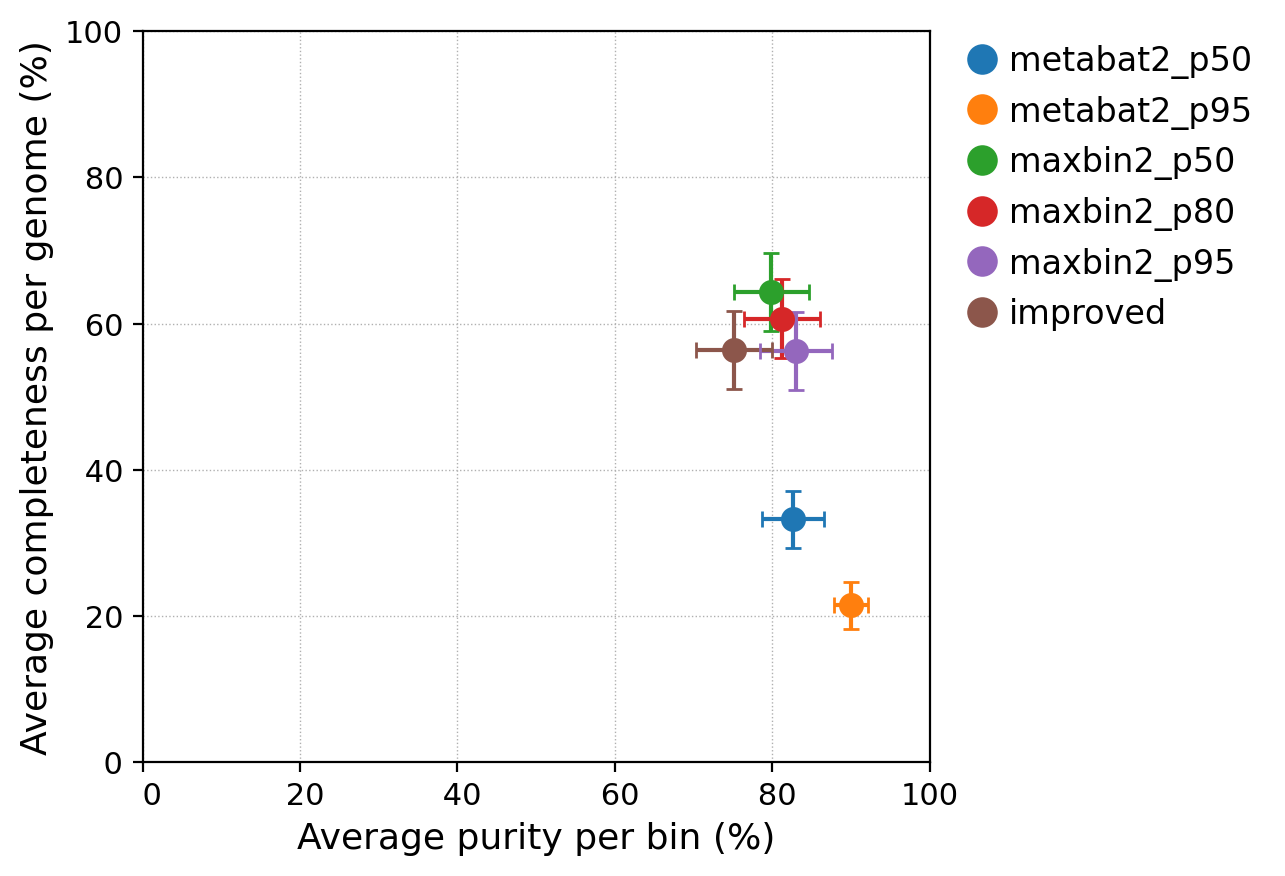 Average completeness per genome (%)
100
80
60
40
20
0
0 20 40 60 80 100
Average purity per bin (%)
metabat2_p50
metabat2_p95
maxbin2_p50
maxbin2_p80
maxbin2_p95
improved